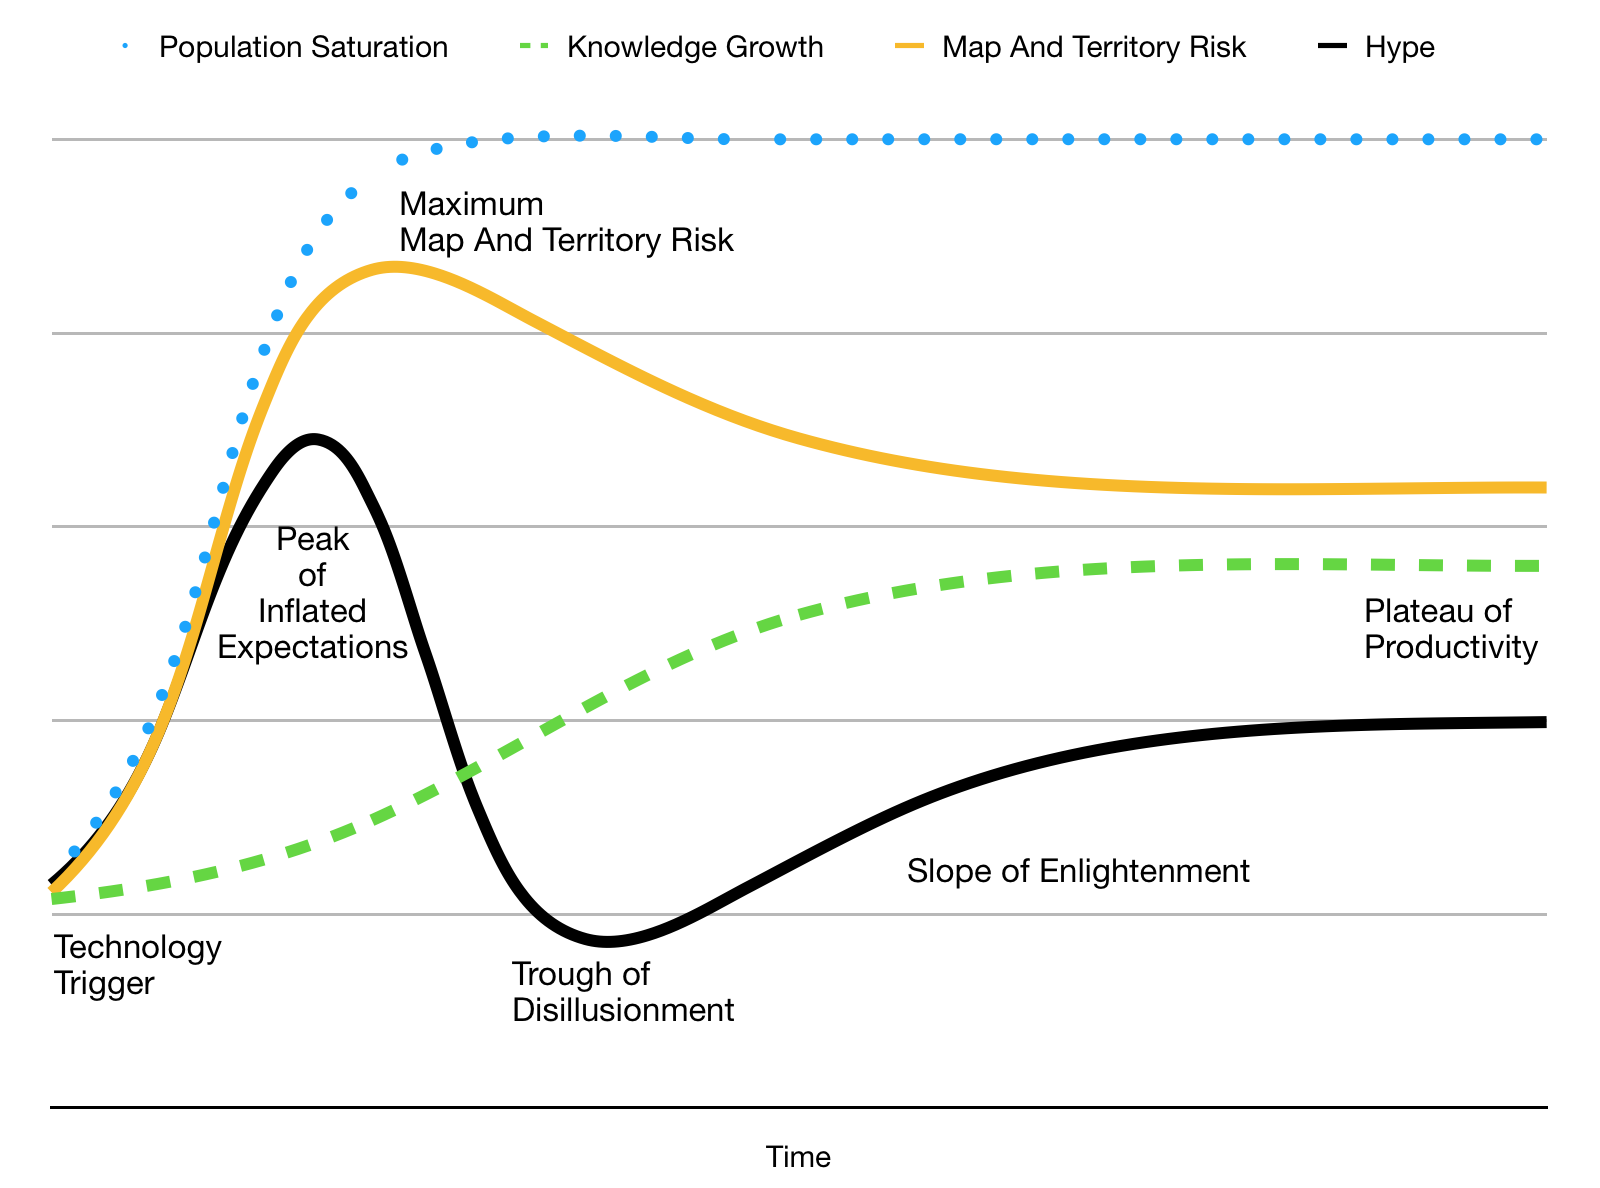 Population Saturation
Knowledge Growth
Map And Territory Risk
Hype
Maximum
Map And Territory Risk
Peak
of
Inflated
Expectations
Plateau of
Productivity
Slope of Enlightenment
Technology
Trigger
Trough of
Disillusionment
Time